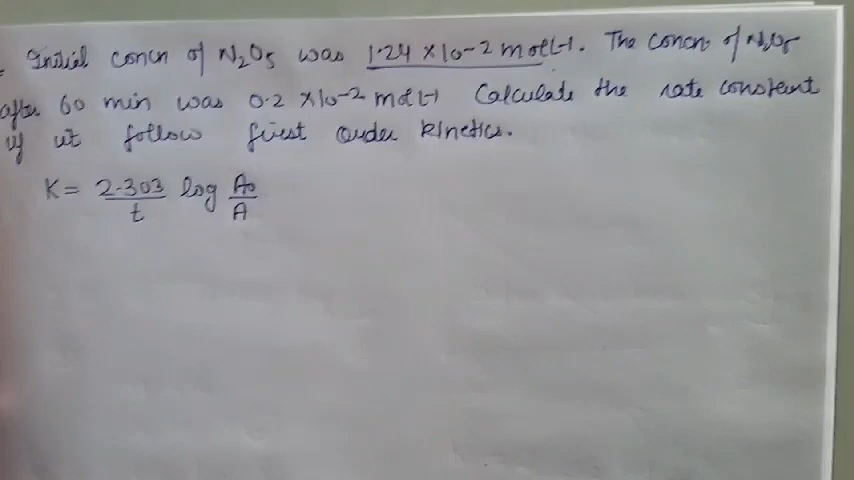 Initial concn of N₂O₅ was 1.24 ×10-2 mol L-1. The concn of N₂O₅
after 60 min was 0.2 ×10-2 mol L-1 Calculate the rate constant
if it follow first order kinetics.
K = 2.303/t log A₀/A